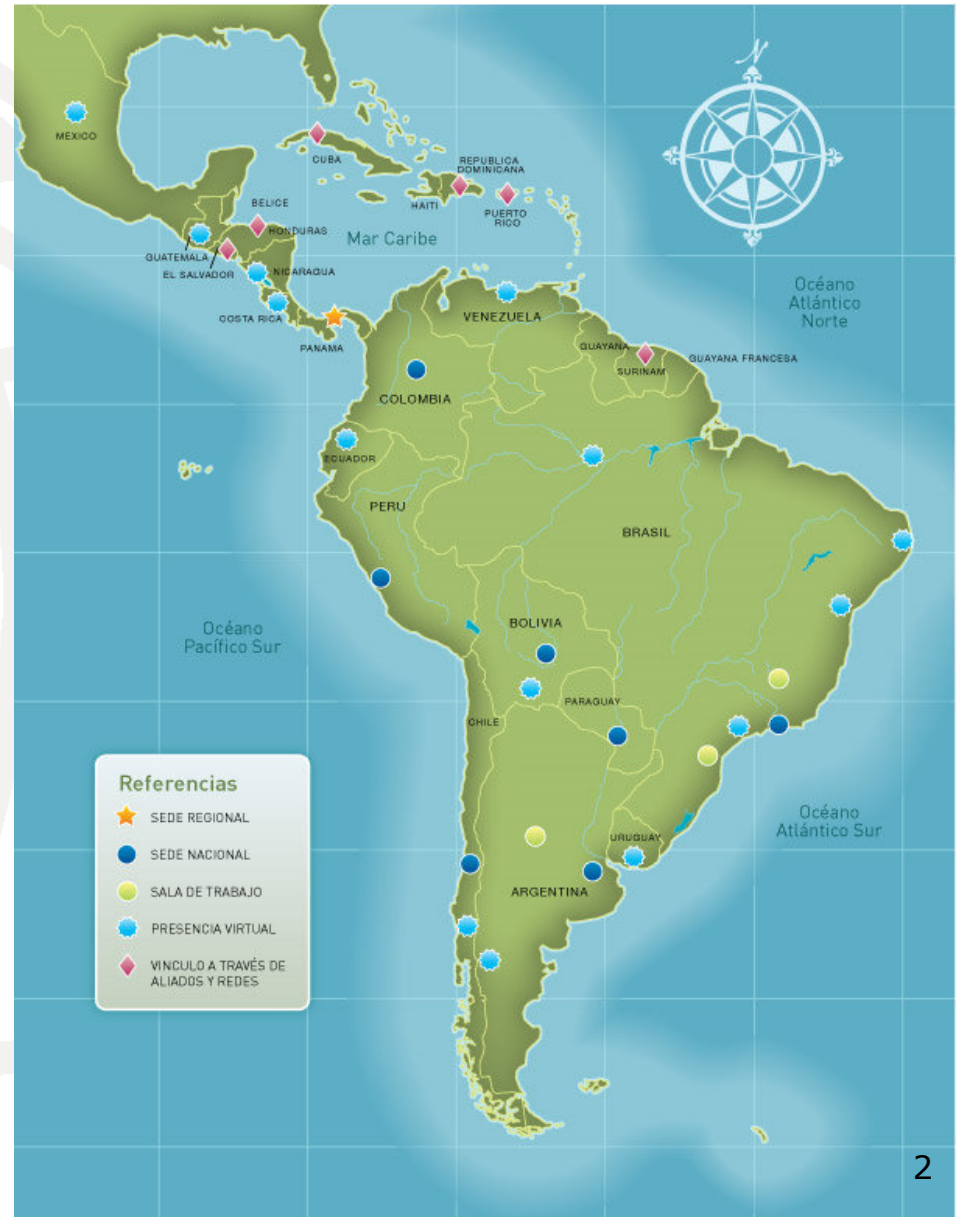 N
MEXICO
CUBA
REPUBLICA
DOMINICANA
HAITI
PUERTO
RICO
BELICE
HONDURAS
Mar Caribe
GUATEMALA
EL SALVADOR
NICARAGUA
COSTA RICA
PANAMA
VENEZUELA
Océano
Atlántico
Norte
GUAYANA
SURINAM
GUAYANA FRANCESA
COLOMBIA
ECUADOR
PERU
BRASIL
Océano
Pacífico Sur
BOLIVIA
PARAGUAY
CHILE
Océano
Atlántico Sur
URUGUAY
ARGENTINA
Referencias
SEDE REGIONAL
SEDE NACIONAL
SALA DE TRABAJO
PRESENCIA VIRTUAL
VINCULO A TRAVÉS DE
ALIADOS Y REDES
2